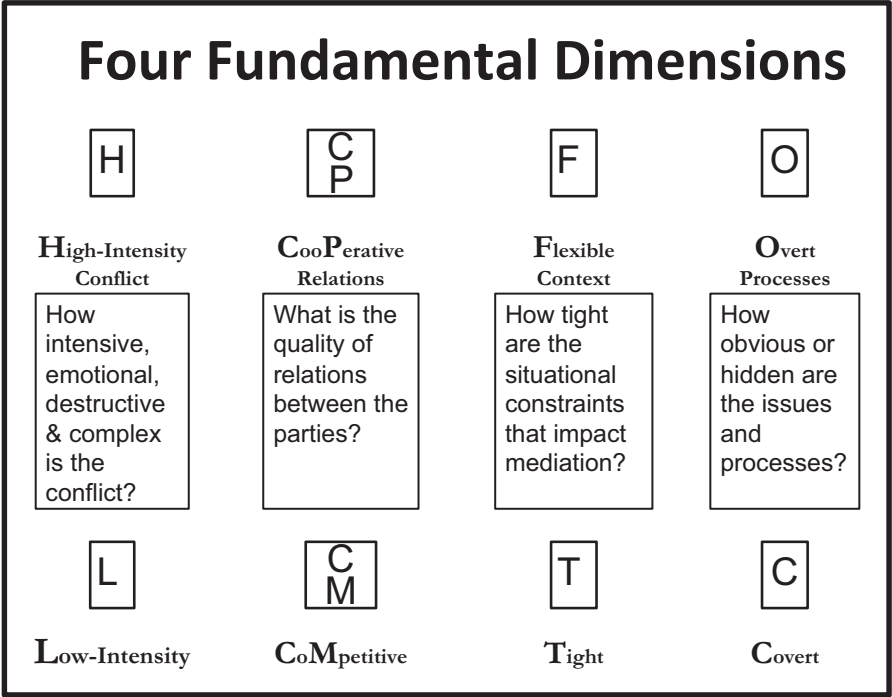 Four Fundamental Dimensions
H
C
P
F
O
High-Intensity
Conflict
CooPerative
Relations
Flexible
Context
Overt
Processes
How
intensive,
emotional,
destructive
& complex
is the
conflict?
What is the
quality of
relations
between the
parties?
How tight
are the
situational
constraints
that impact
mediation?
How
obvious or
hidden are
the issues
and
processes?
L
C
M
T
C
Low-Intensity
CoMpetitive
Tight
Covert